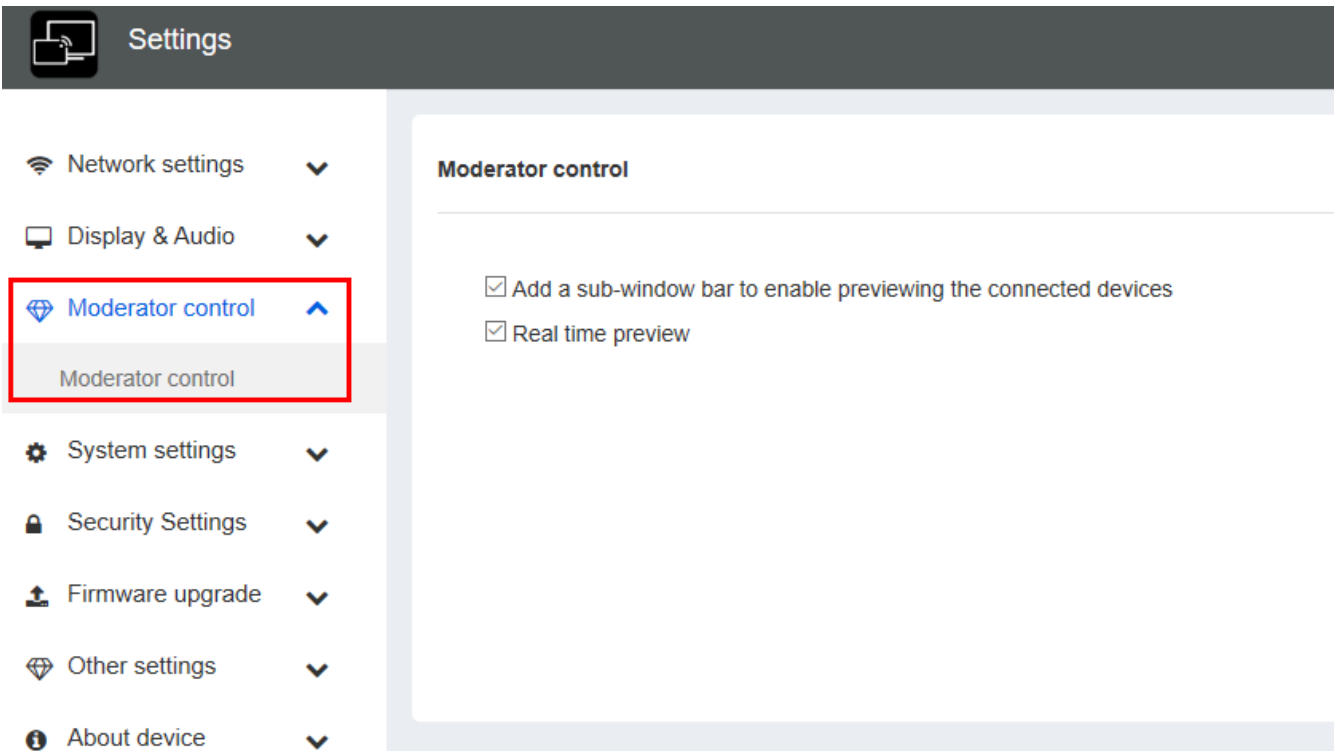 Settings
Network settings
Display & Audio
Moderator control
Moderator control
System settings
Security Settings
Firmware upgrade
Other settings
About device
Moderator control
Add a sub-window bar to enable previewing the connected devices
Real time preview